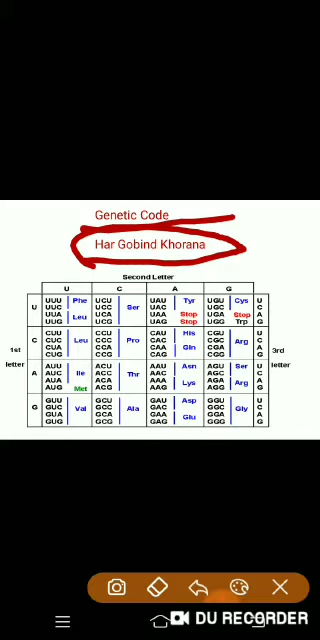 Genetic Code
Har Gobind Khorana
Second Letter
U C A G
U UUU Phe UCU Ser UAU Tyr UGU Cys U
UUC UCC UAC UGC C
UUA Leu UCA UAA Stop UGA Stop A
UUG UCG UAG Stop UGG Trp G
1st letter
C CUU Leu CCU Pro CAU His CGU Arg U
CUC CCC CAC CGC C
CUA CCA CAA Gln CGA A
CUG CCG CAG CGG G
3rd letter
A AUU Ile ACU Thr AAU Asn AGU Ser U
AUC ACC AAC AGC C
AUA ACA AAA Lys AGA Arg A
AUG Met ACG AAG AGG G
G GUU Val GCU Ala GAU Asp GGU Gly U
GUC GCC GAC GGC C
GUA GCA GAA Glu GGA A
GUG GCG GAG GGG G
DU RECORDER